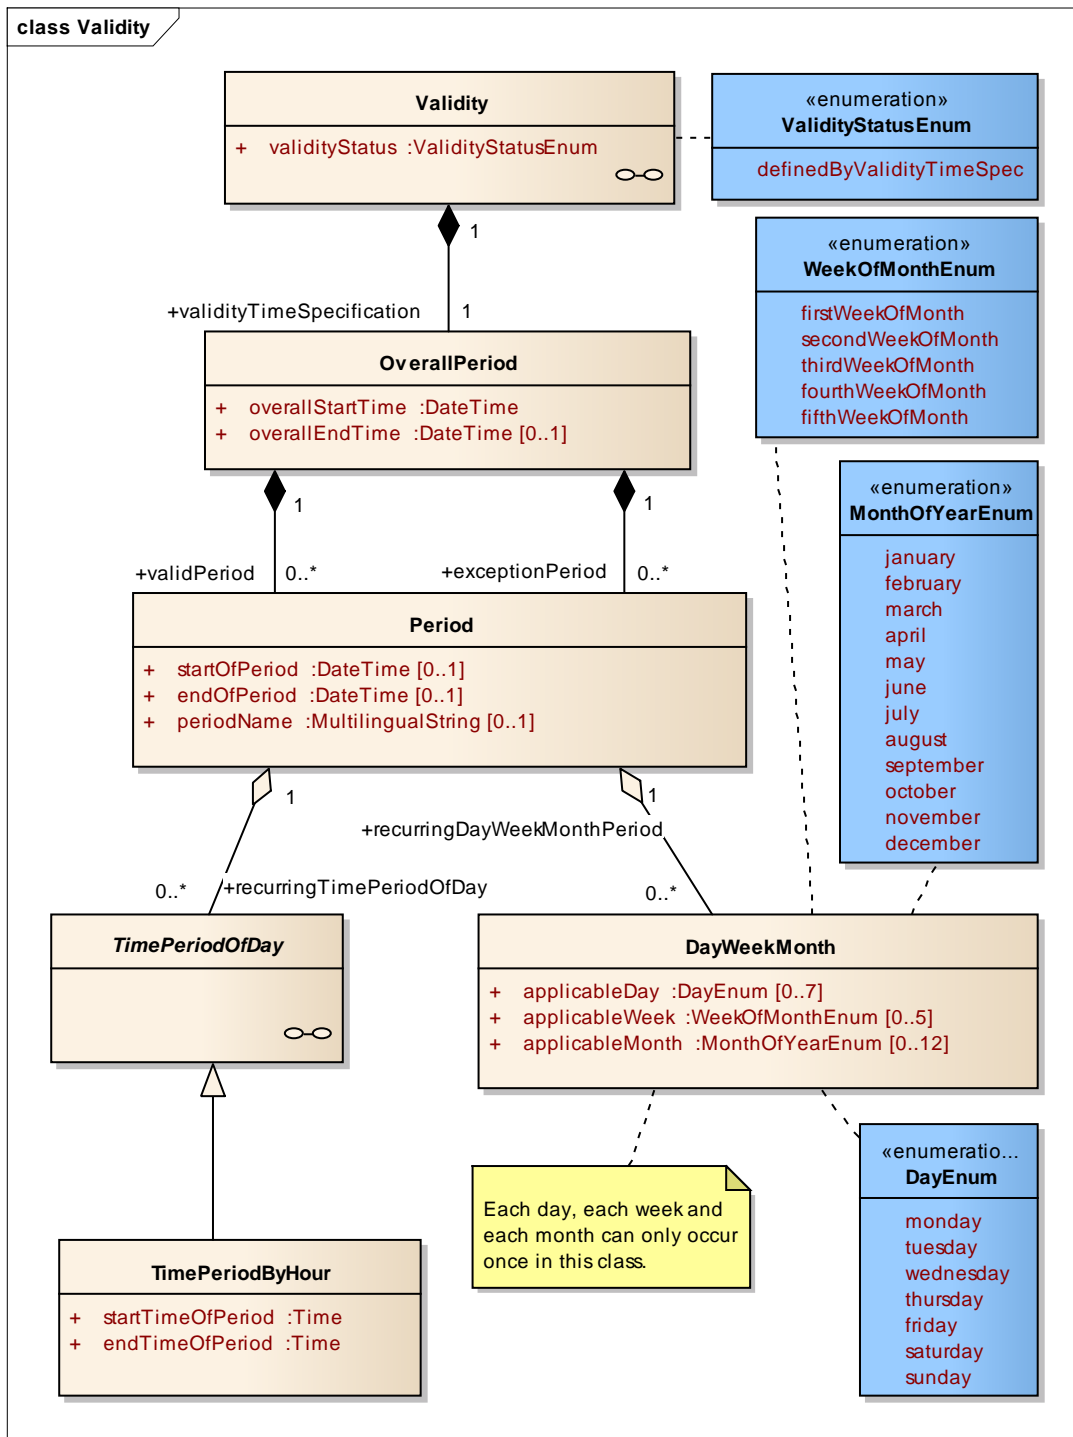 class Validity
Validity
+ validityStatus :ValidityStatusEnum
«enumeration»
ValidityStatusEnum
definedByValidityTimeSpec
1
+validityTimeSpecification
1
«enumeration»
WeekOfMonthEnum
firstWeekOfMonth
secondWeekOfMonth
thirdWeekOfMonth
fourthWeekOfMonth
fifthWeekOfMonth
OverallPeriod
+ overallStartTime :DateTime
+ overallEndTime :DateTime [0..1]
1
1
+validPeriod
0..*
+exceptionPeriod
0..*
«enumeration»
MonthOfYearEnum
january
february
march
april
may
june
july
august
september
october
november
december
Period
+ startOfPeriod :DateTime [0..1]
+ endOfPeriod :DateTime [0..1]
+ periodName :MultilingualString [0..1]
1
1
+recurringDayWeekMonthPeriod
0..*
+recurringTimePeriodOfDay
0..*
TimePeriodOfDay
DayWeekMonth
+ applicableDay :DayEnum [0..7]
+ applicableWeek :WeekOfMonthEnum [0..5]
+ applicableMonth :MonthOfYearEnum [0..12]
Each day, each week and
each month can only occur
once in this class.
«enumeratio...
DayEnum
monday
tuesday
wednesday
thursday
friday
saturday
sunday
TimePeriodByHour
+ startTimeOfPeriod :Time
+ endTimeOfPeriod :Time